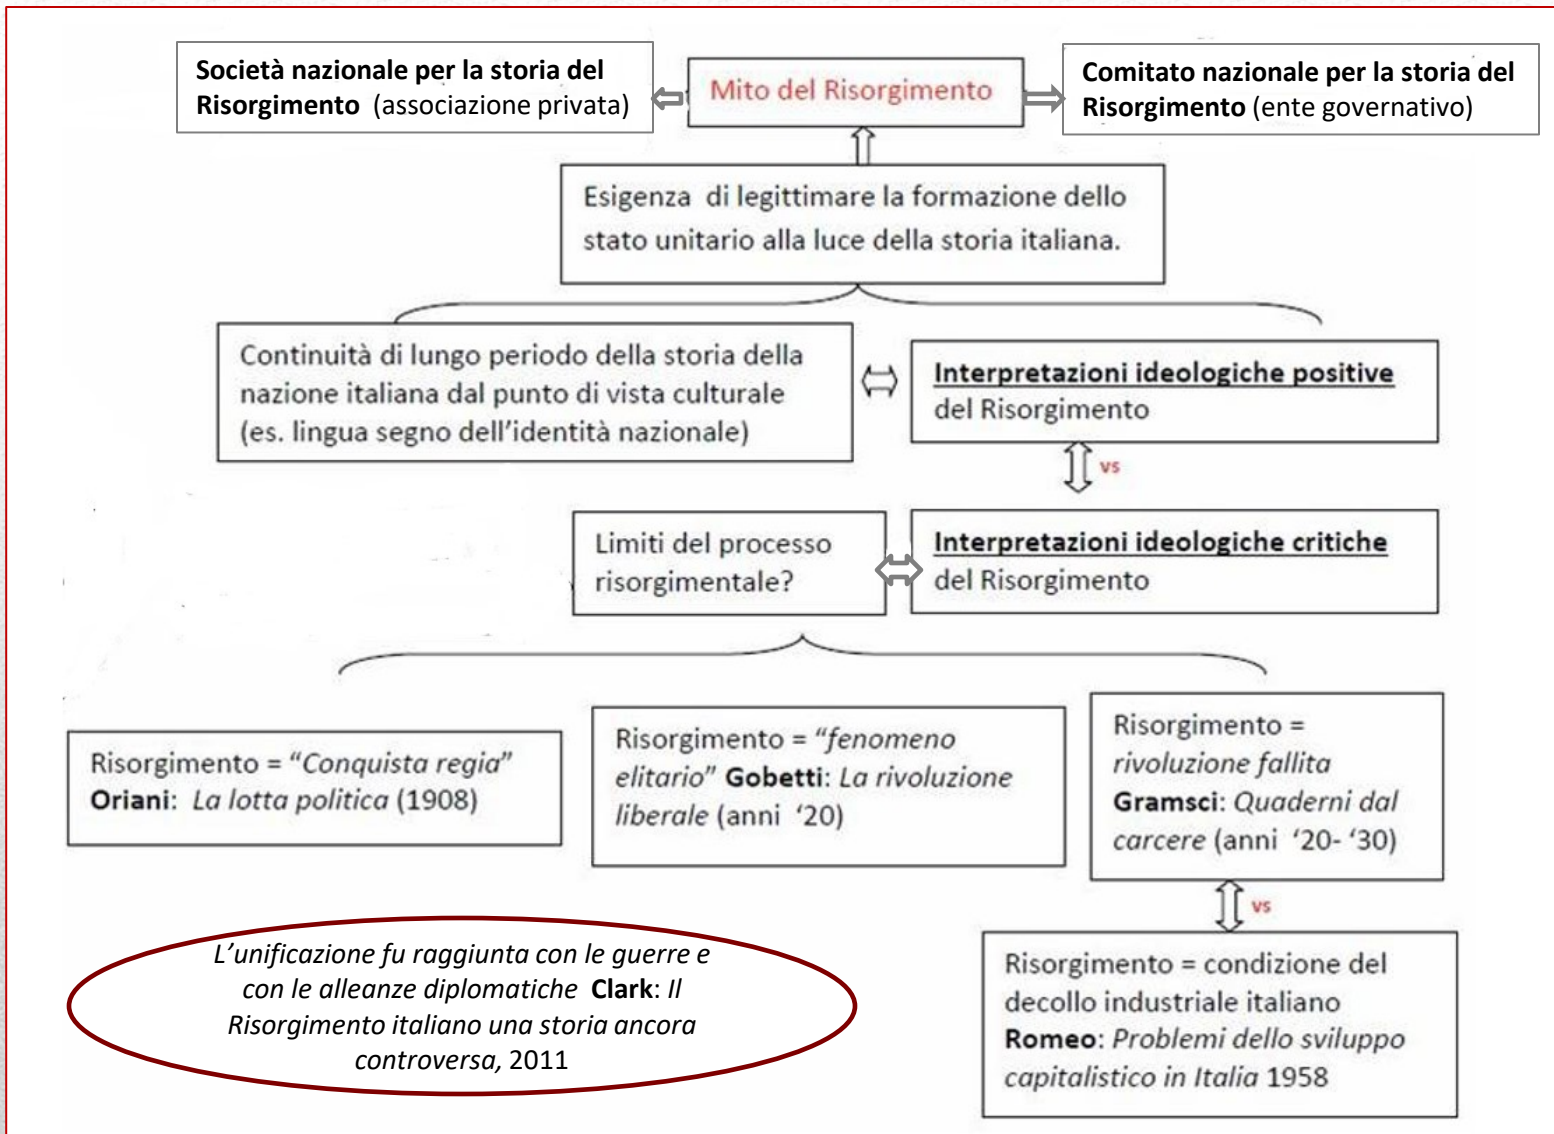 Società nazionale per la storia del
Risorgimento (associazione privata)
Mito del Risorgimento
Comitato nazionale per la storia del
Risorgimento (ente governativo)
Esigenza di legittimare la formazione dello
stato unitario alla luce della storia italiana.
Continuità di lungo periodo della storia della
nazione italiana dal punto di vista culturale
(es. lingua segno dell'identità nazionale)
Interpretazioni ideologiche positive
del Risorgimento
vs
Limiti del processo
risorgimentale?
Interpretazioni ideologiche critiche
del Risorgimento
Risorgimento = "Conquista regia"
Oriani: La lotta politica (1908)
Risorgimento = "fenomeno
elitario" Gobetti: La rivoluzione
liberale (anni '20)
Risorgimento =
rivoluzione fallita
Gramsci: Quaderni dal
carcere (anni '20- '30)
vs
L'unificazione fu raggiunta con le guerre e
con le alleanze diplomatiche Clark: Il
Risorgimento italiano una storia ancora
controversa, 2011
Risorgimento = condizione del
decollo industriale italiano
Romeo: Problemi dello sviluppo
capitalistico in Italia 1958